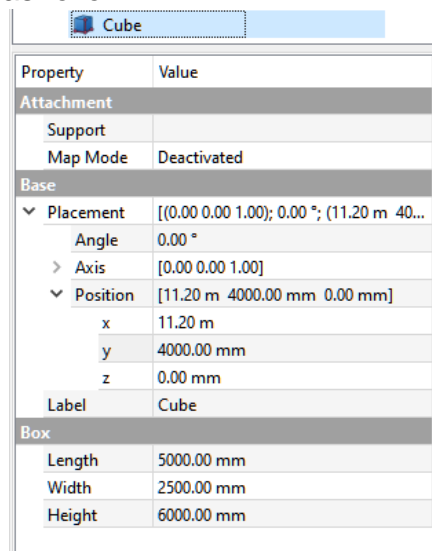 Cube
Property Value
Attachment
Support
Map Mode Deactivated
Base
Placement [(0.00 0.00 1.00); 0.00 °; (11.20 m 40...
Angle 0.00 °
Axis [0.00 0.00 1.00]
Position [11.20 m 4000.00 mm 0.00 mm]
x 11.20 m
y 4000.00 mm
z 0.00 mm
Label Cube
Box
Length 5000.00 mm
Width 2500.00 mm
Height 6000.00 mm